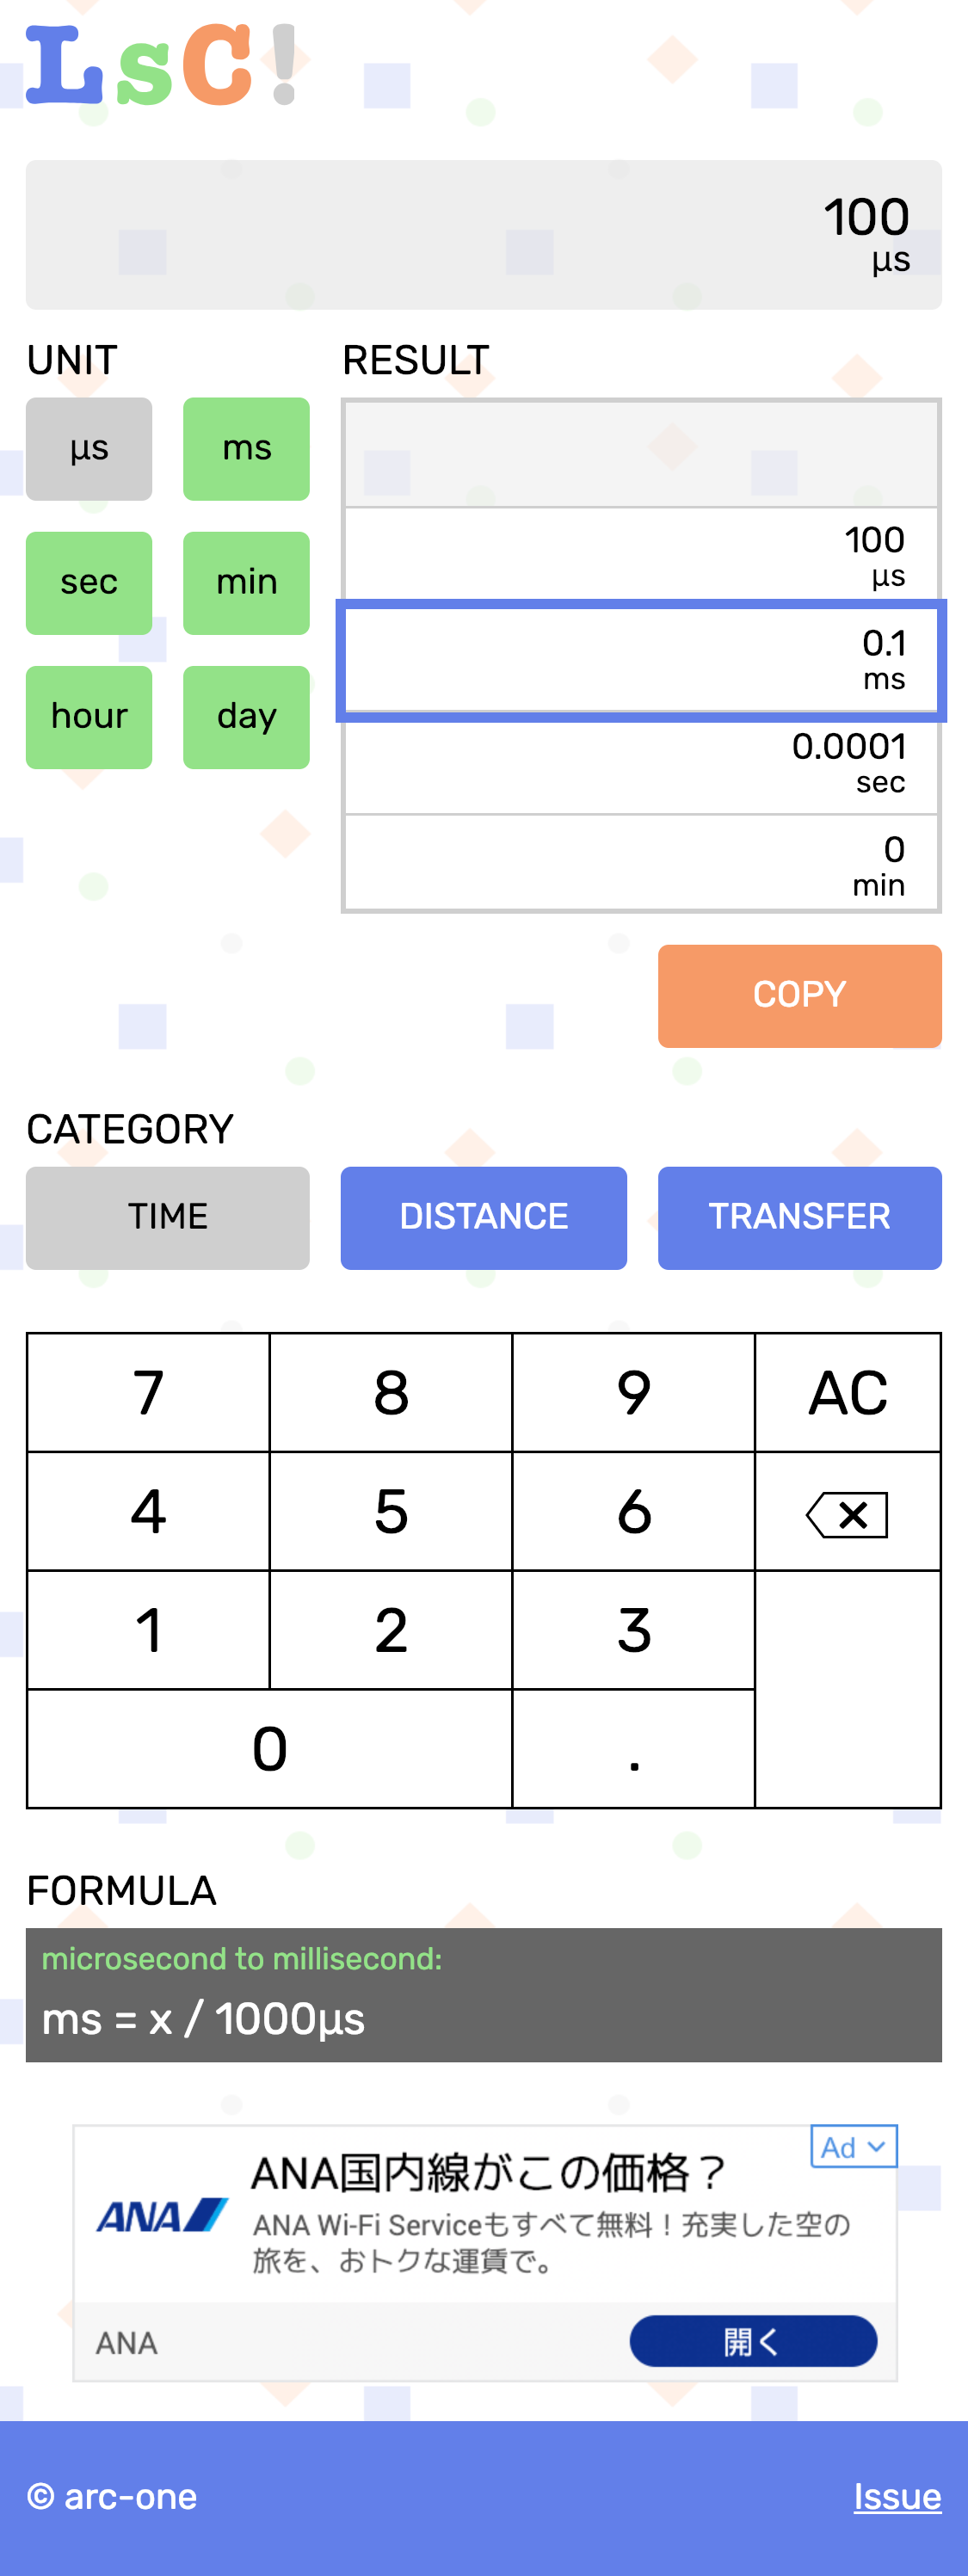 LsC!
100
µs
UNIT
RESULT
µs
ms
sec
min
hour
day
100
µs
0.1
ms
0.0001
sec
0
min
COPY
CATEGORY
TIME
DISTANCE
TRANSFER
7
8
9
AC
4
5
6
1
2
3
0
.
FORMULA
microsecond to millisecond:
ms = x / 1000µs
Ad
ANA
ANA国内線がこの価格？
ANA Wi-Fi Serviceもすべて無料！充実した空の
旅を、おトクな運賃で。
ANA
開く
© arc-one
Issue